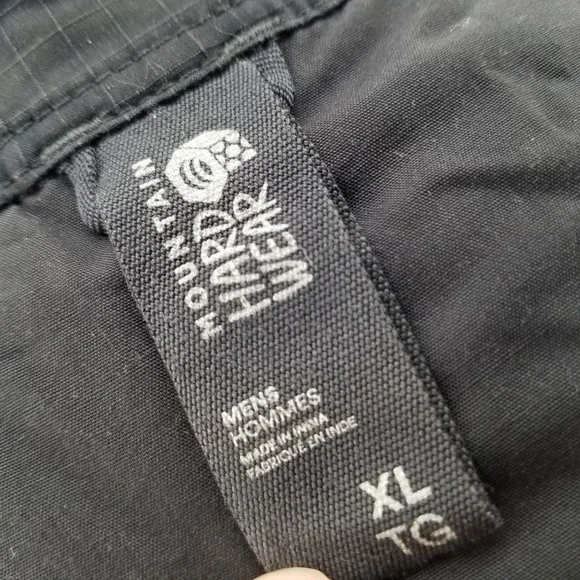 MOUNTAIN
HARD
WEAR
MENS
HOMMES
MADE IN INDIA
FABRIQUÉ EN INDE
XL
TG